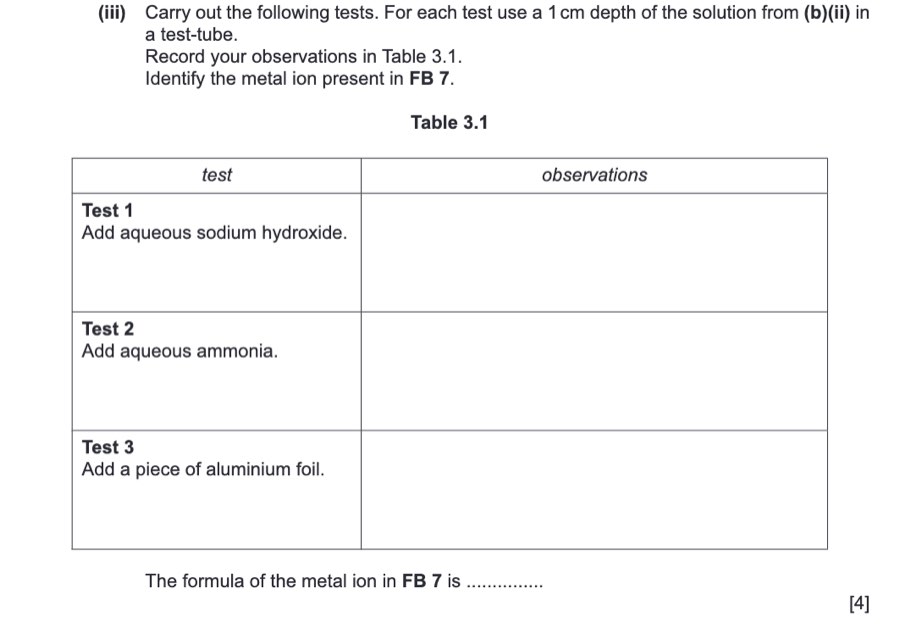 (iii) Carry out the following tests. For each test use a 1 cm depth of the solution from (b)(ii) in
a test-tube.
Record your observations in Table 3.1.
Identify the metal ion present in FB 7.
Table 3.1
test observations
Test 1
Add aqueous sodium hydroxide.
Test 2
Add aqueous ammonia.
Test 3
Add a piece of aluminium foil.
The formula of the metal ion in FB 7 is ...............
[4]